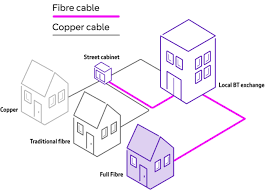 Fibre cable
Copper cable
Street cabinet
Local BT exchange
Copper
Traditional fibre
Full Fibre